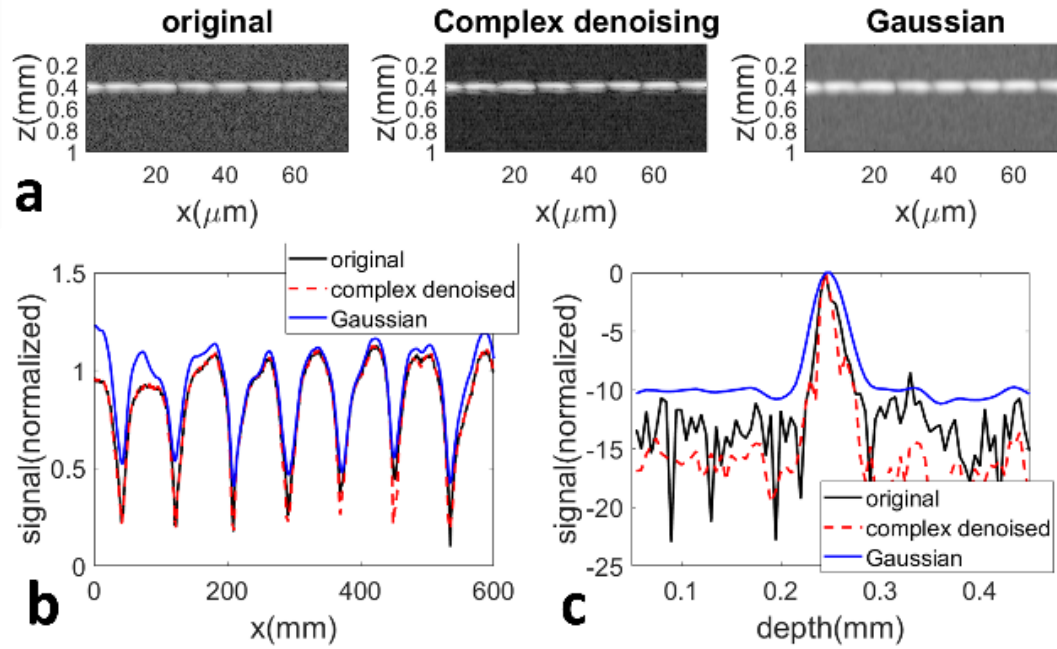 original
Complex denoising
Gaussian
z(mm)
0.2
0.4
0.6
0.8
1
20
40
60
x(μm)
z(mm)
0.2
0.4
0.6
0.8
1
20
40
60
x(μm)
z(mm)
0.2
0.4
0.6
0.8
1
20
40
60
x(μm)
a
original
complex denoised
Gaussian
signal(normalized)
1.5
1
0.5
0
0
200
400
600
x(mm)
b
signal(normalized)
0
-5
-10
-15
-20
-25
original
complex denoised
Gaussian
0.1
0.2
0.3
0.4
depth(mm)
c